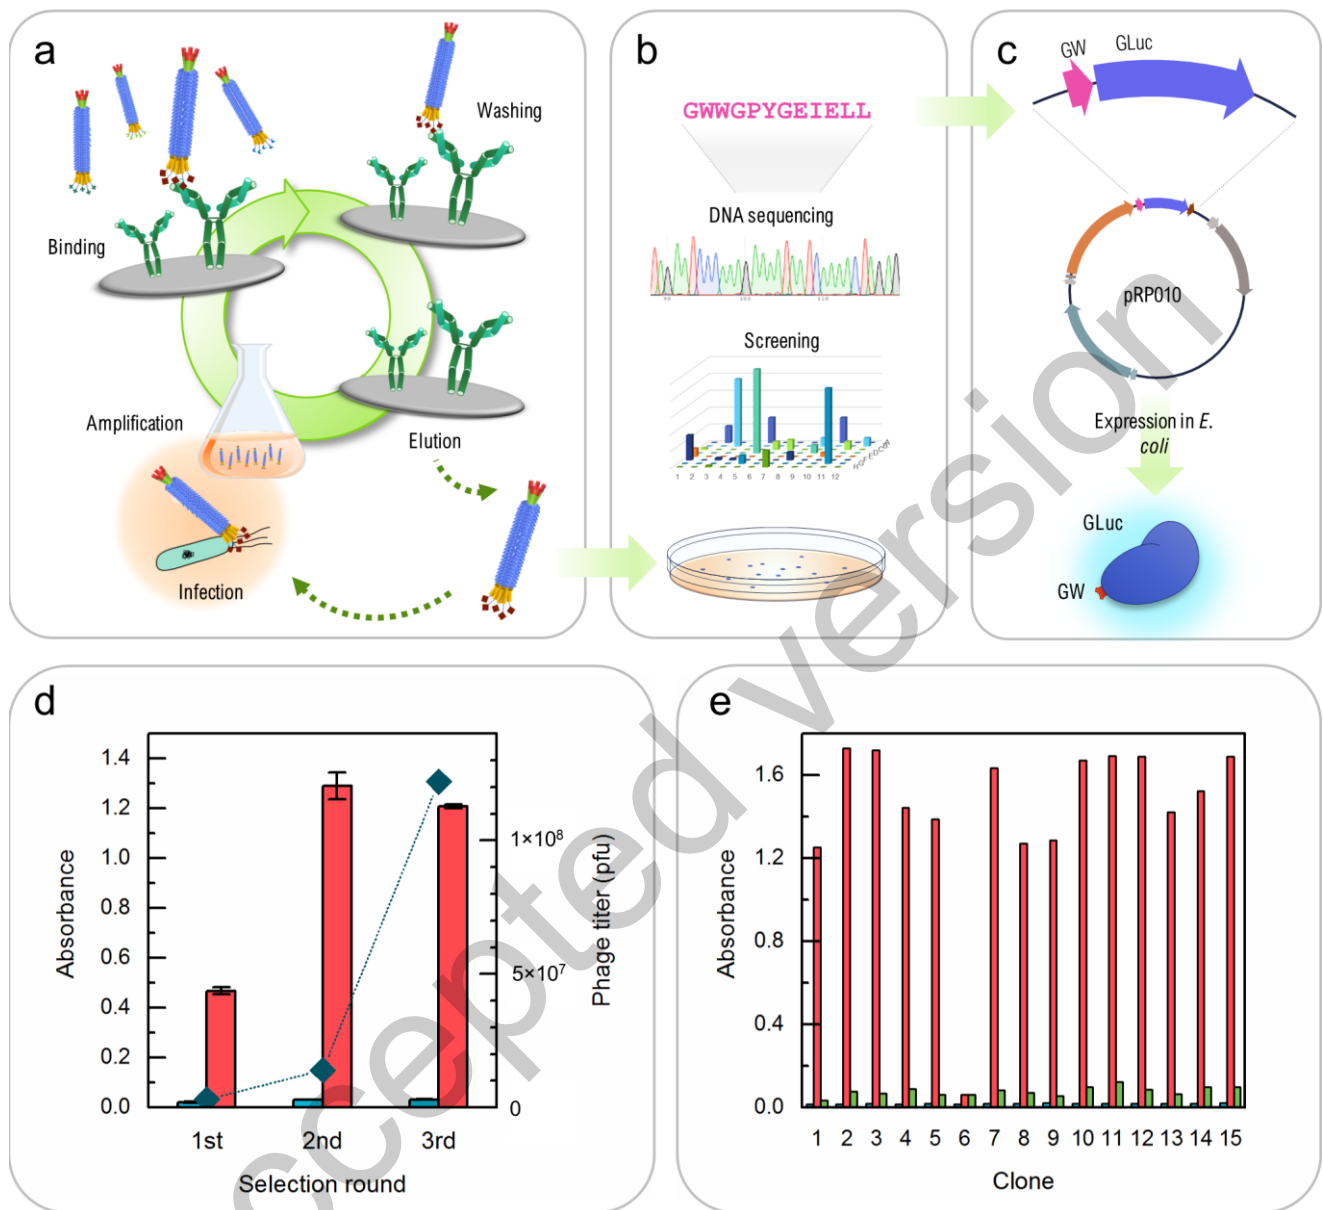 a
Washing
Binding
Amplification
Elution
Infection
b
GWWGPYGEIELL
DNA sequencing
90
100
110
Screening
1 2 3 4 5 6 7 8 9 10 11 12
c
GW
GLuc
pRP010
Expression in E.
coli
GLuc
GW
d
1.4
1.2
1.0
0.8
0.6
0.4
0.2
0.0
Absorbance
1×10⁸
5×10⁷
0
Phage titer (pfu)
1st 2nd 3rd
Selection round
e
1.6
1.2
0.8
0.4
0.0
Absorbance
1 2 3 4 5 6 7 8 9 10 11 12 13 14 15
Clone
ccepted version